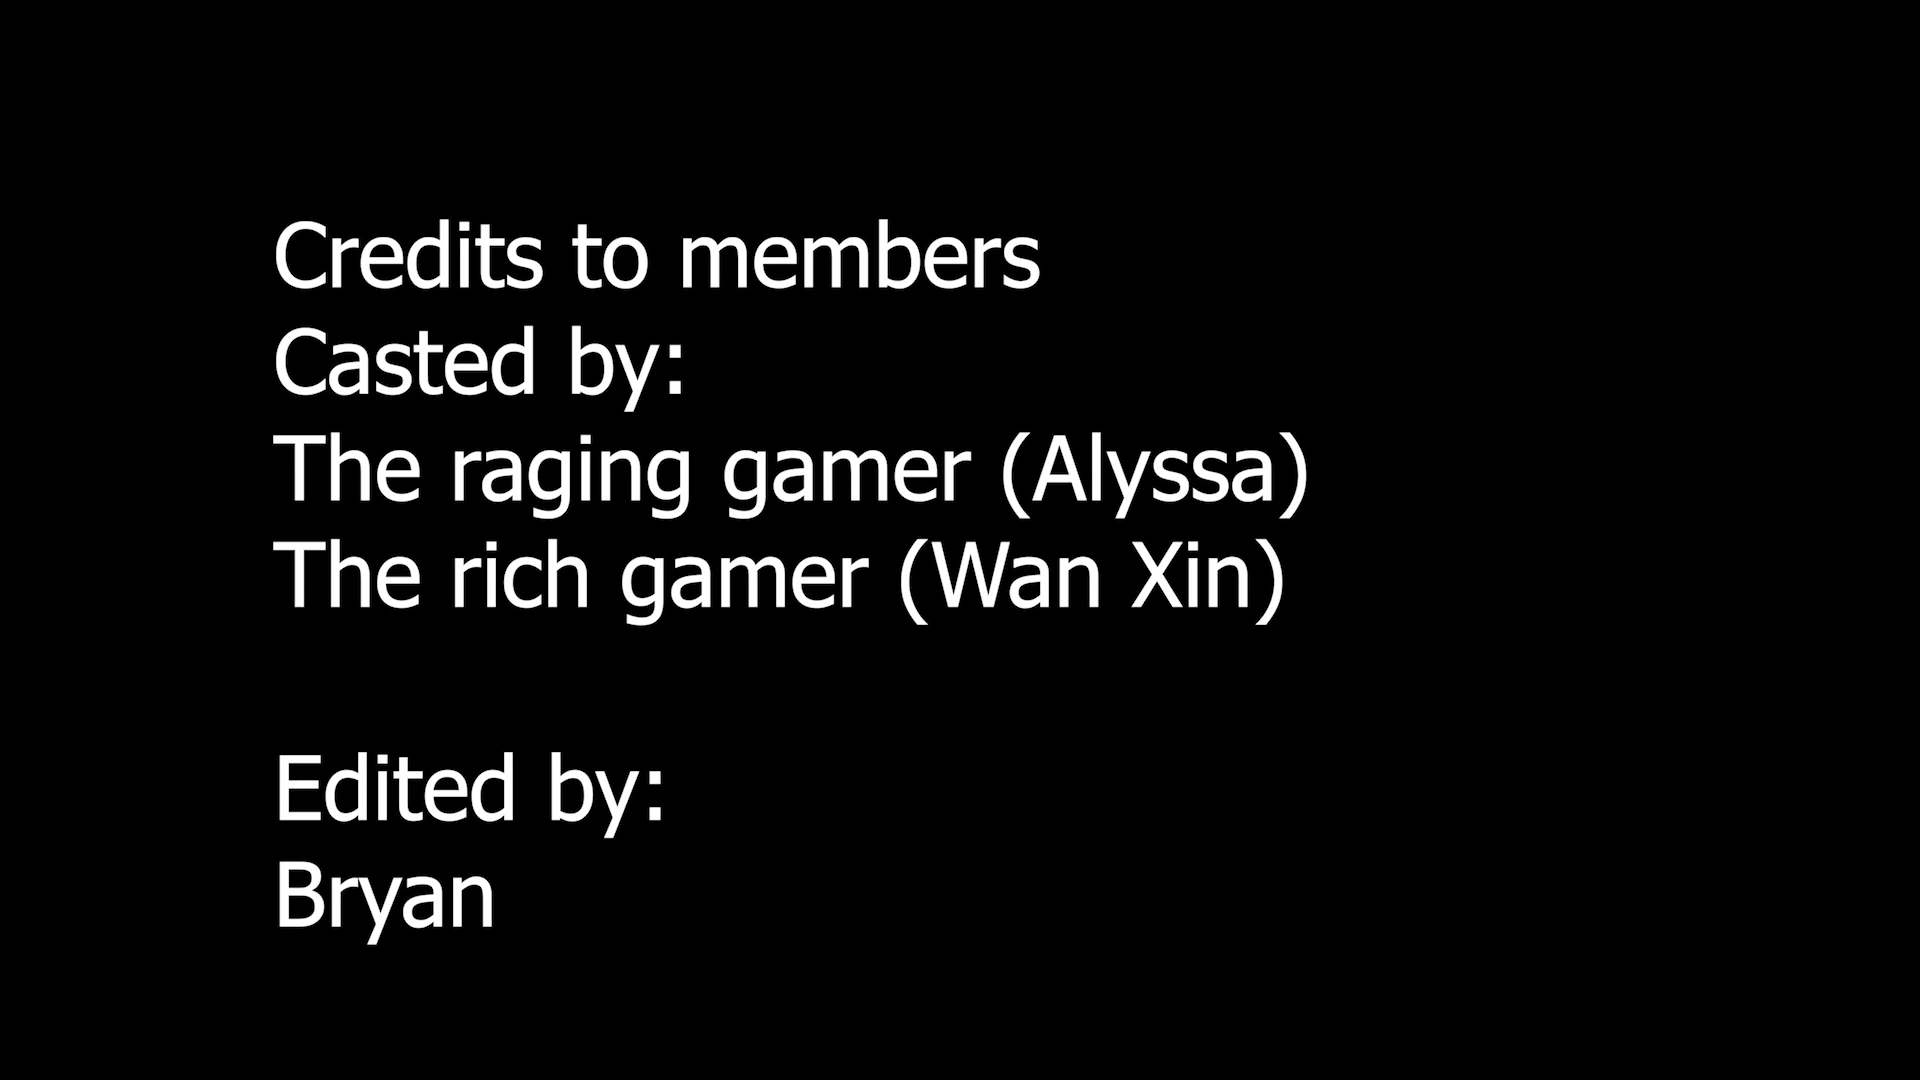 Credits to members
Casted by:
The raging gamer (Alyssa)
The rich gamer (Wan Xin)
Edited by:
Bryan